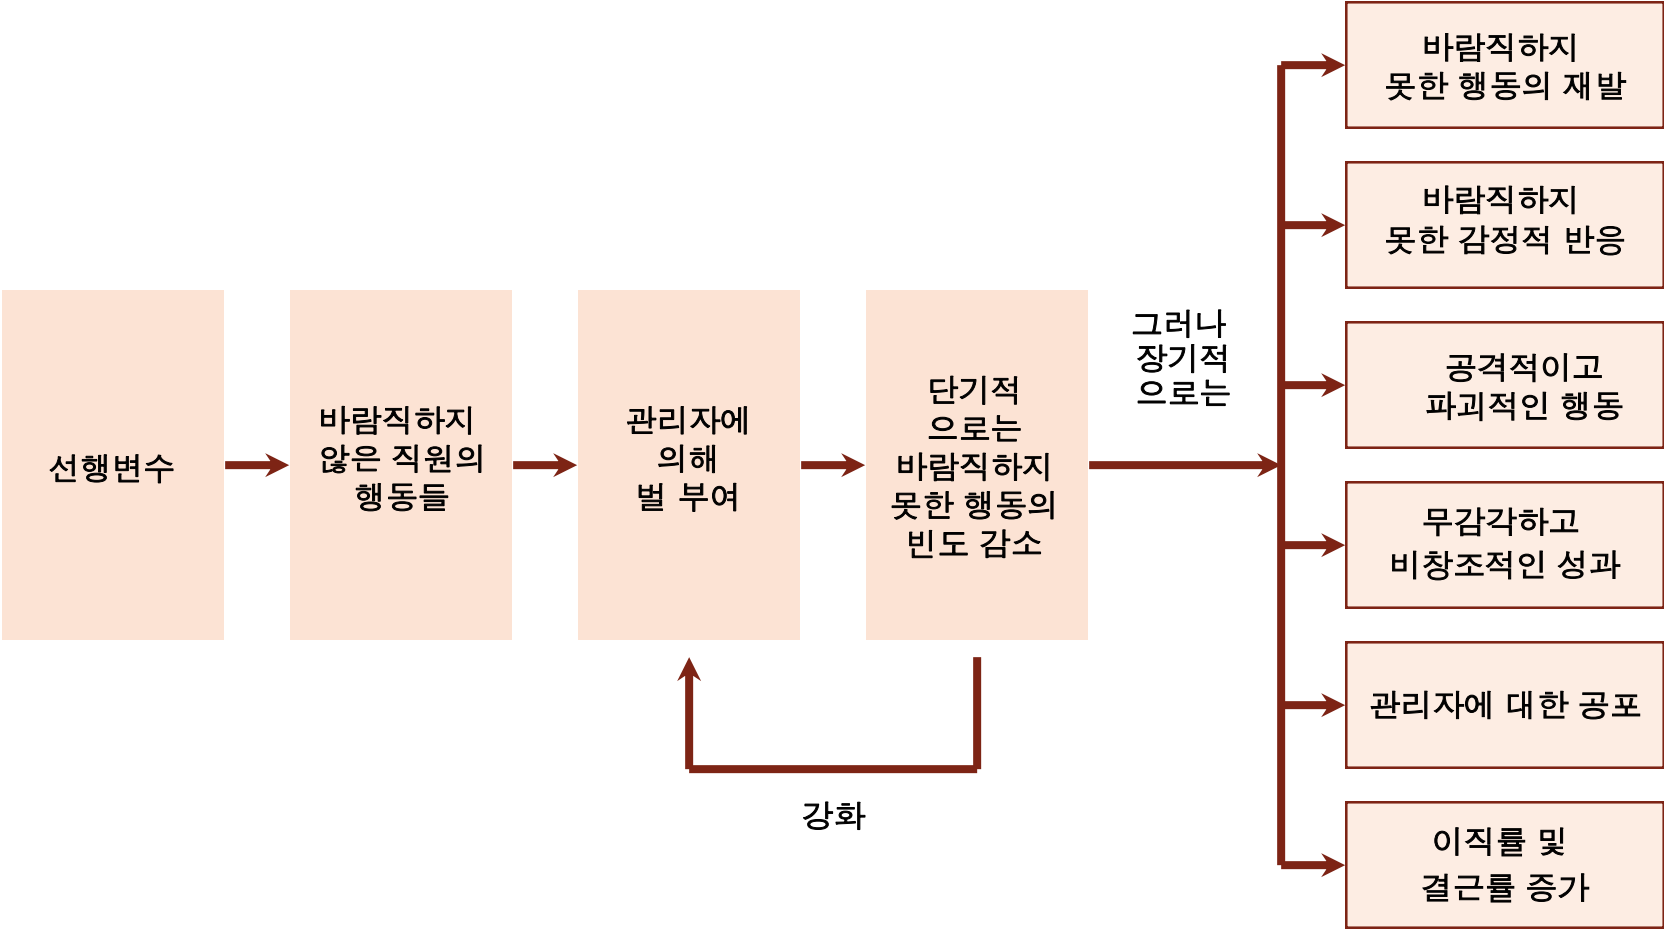 선행변수
바람직하지
않은 직원의
행동들
관리자에
의해
벌 부여
단기적
으로는
바람직하지
못한 행동의
빈도 감소
강화
그러나
장기적
으로는
바람직하지
못한 행동의 재발
바람직하지
못한 감정적 반응
공격적이고
파괴적인 행동
무감각하고
비창조적인 성과
관리자에 대한 공포
이직률 및
결근률 증가